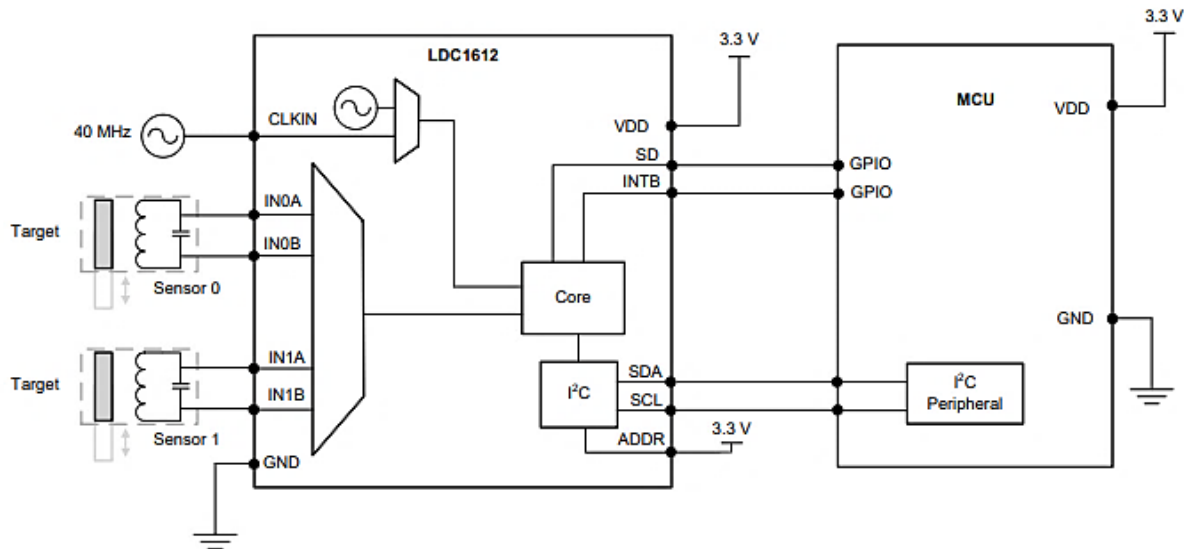 3.3 V
3.3 V
LDC1612
MCU
40 MHz
CLKIN
VDD
VDD
SD
GPIO
INTB
GPIO
IN0A
Target
IN0B
Sensor 0
Core
GND
IN1A
Target
IN1B
Sensor 1
I²C
SDA
SCL
I²C
Peripheral
ADDR
3.3 V
GND